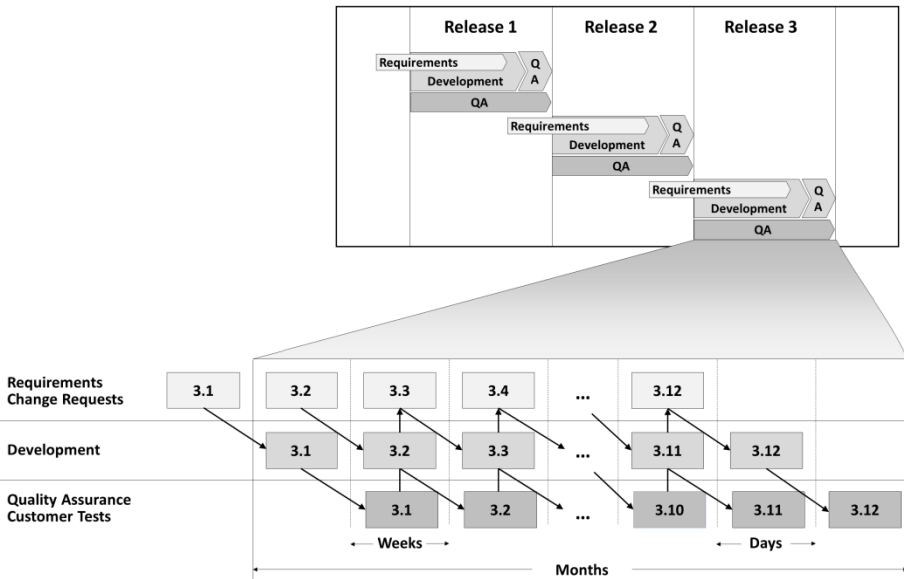 Release 1
Release 2
Release 3
Requirements
Development
Q
A
QA
Requirements
Development
Q
A
QA
Requirements
Development
Q
A
QA
Requirements
Change Requests
3.1
3.2
3.3
3.4
...
3.12
Development
3.1
3.2
3.3
...
3.11
3.12
Quality Assurance
Customer Tests
3.1
3.2
...
3.10
3.11
3.12
Weeks
Days
Months